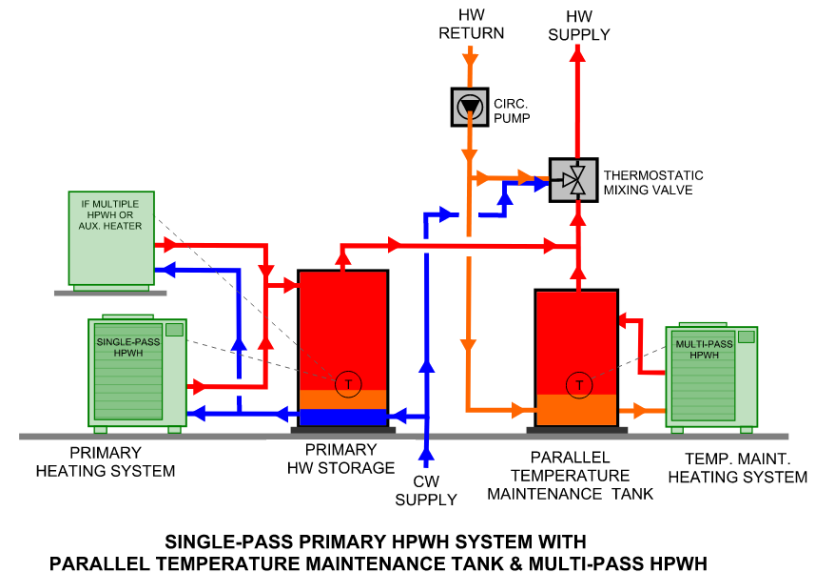 HW
RETURN
HW
SUPPLY
CIRC.
PUMP
THERMOSTATIC
MIXING VALVE
IF MULTIPLE
HPWH OR
AUX. HEATER
SINGLE-PASS
HPWH
T
T
MULTI-PASS
HPWH
PRIMARY
HEATING SYSTEM
PRIMARY
HW STORAGE
CW
SUPPLY
PARALLEL
TEMPERATURE
MAINTENANCE TANK
TEMP. MAINT.
HEATING SYSTEM
SINGLE-PASS PRIMARY HPWH SYSTEM WITH
PARALLEL TEMPERATURE MAINTENANCE TANK & MULTI-PASS HPWH